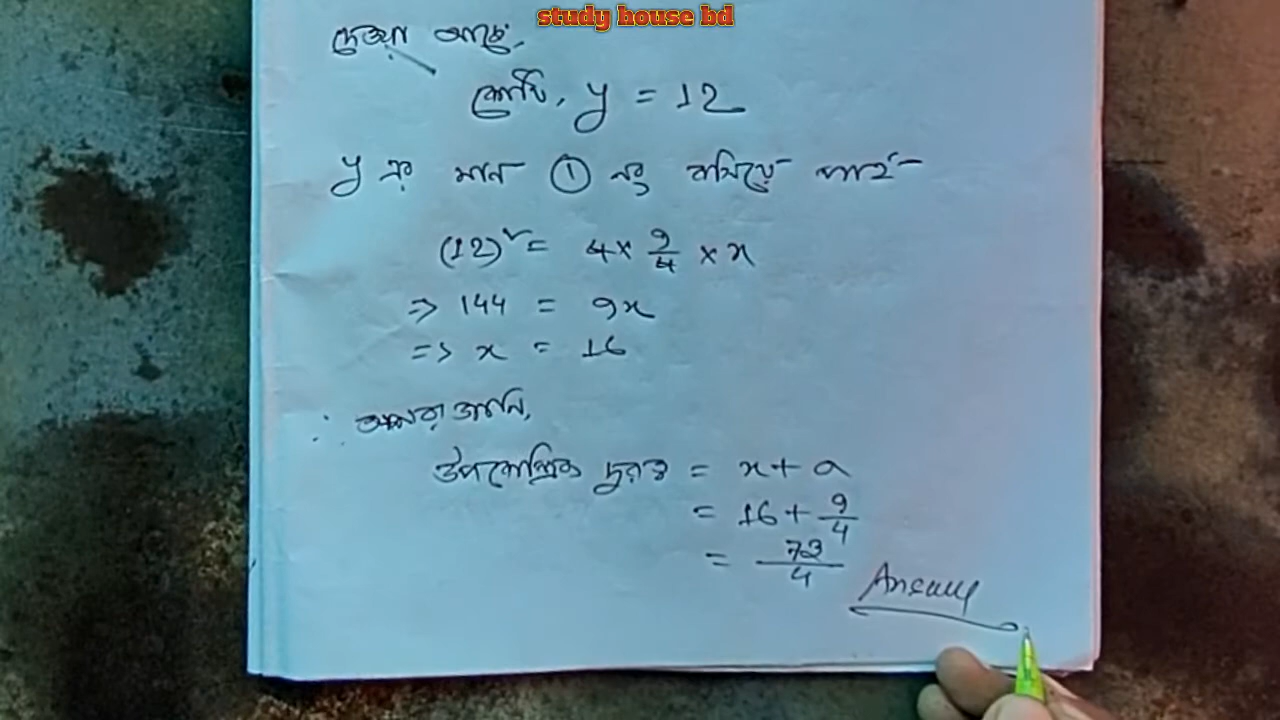 study house bd
দেওয়া আছে,
কোটি, y = 12
y এর মান ① নং বসিয়ে পাই-
(12)² = 4 × 9/4 × x
=> 144 = 9x
=> x = 16
∴ আমরা জানি,
উপকেন্দ্রিক দূরত্ব = x + a
= 16 + 9/4
= 73/4
Answer